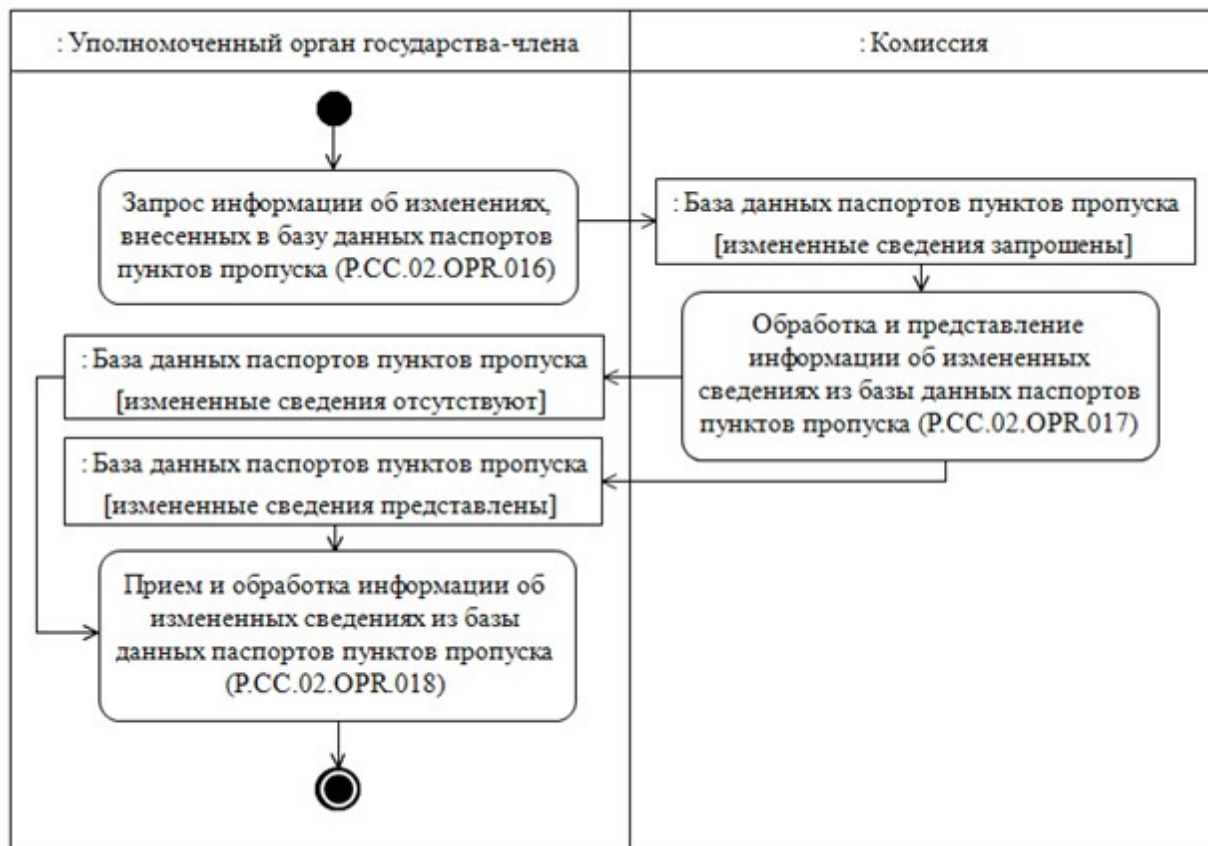 : Уполномоченный орган государства-члена
: Комиссия
Запрос информации об изменениях,
внесенных в базу данных паспортов
пунктов пропуска (P.CC.02.OPR.016)
: База данных паспортов пунктов пропуска
[измененные сведения запрошены]
Обработка и представление
информации об измененных
сведениях из базы данных паспортов
пунктов пропуска (P.CC.02.OPR.017)
: База данных паспортов пунктов пропуска
[измененные сведения отсутствуют]
: База данных паспортов пунктов пропуска
[измененные сведения представлены]
Прием и обработка информации об
измененных сведениях из базы
данных паспортов пунктов пропуска
(P.CC.02.OPR.018)